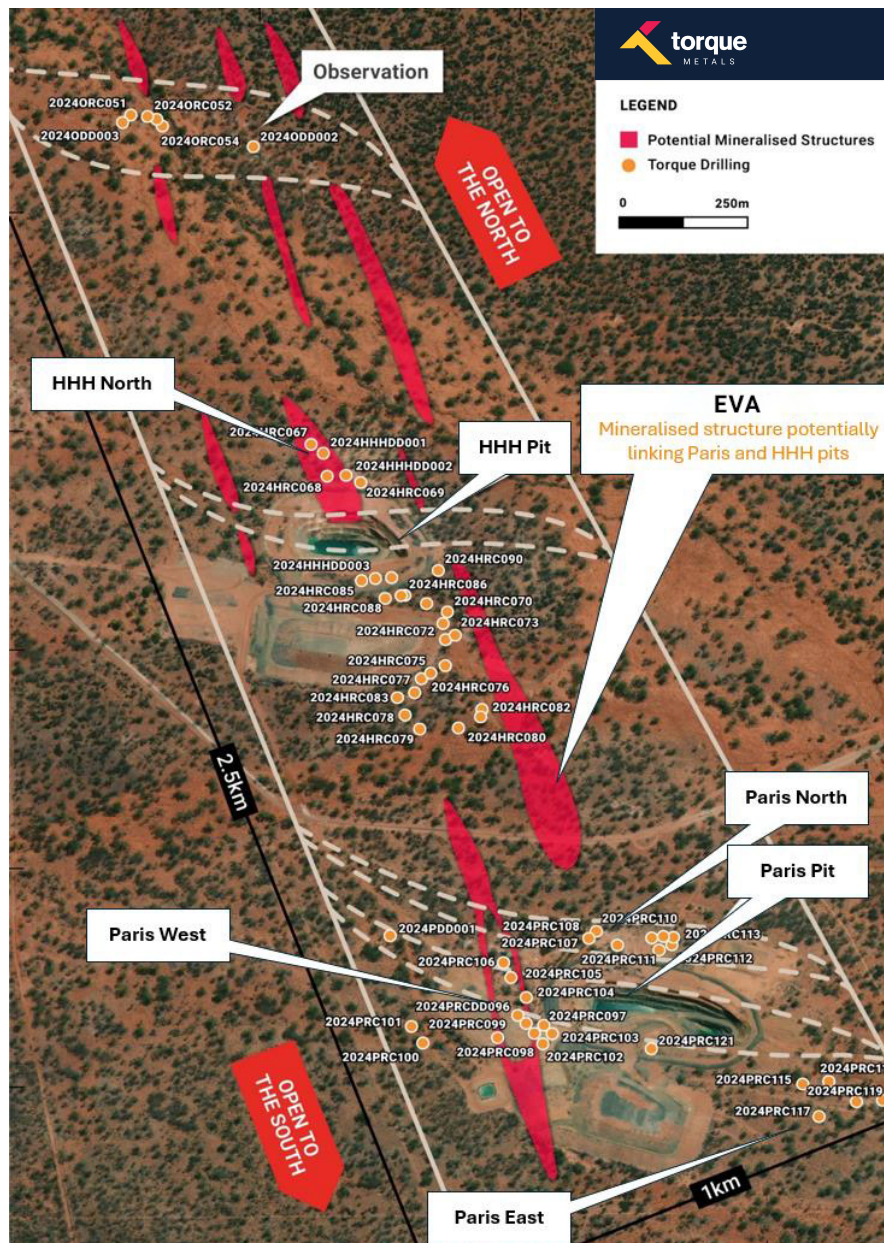 torque
METALS
LEGEND
Potential Mineralised Structures
Torque Drilling
0 250m
Observation
2024ORC051
2024ORC052
2024ODD003
2024ORC054
2024ODD002
OPEN TO
THE NORTH
HHH North
EVA
Mineralised structure potentially
linking Paris and HHH pits
HHH Pit
2024HRC067
2024HHHDD001
2024HHHDD002
2024HRC068
2024HRC069
2024HRC090
2024HHHDD003
2024HRC086
2024HRC085
2024HRC088
2024HRC070
2024HRC073
2024HRC072
2024HRC075
2024HRC077
2024HRC076
2024HRC083
2024HRC082
2024HRC078
2024HRC079
2024HRC080
2.5km
Paris North
Paris Pit
Paris West
2024PRC108
2024PRC110
2024PDD001
2024PRC107
2024PRC113
2024PRC111
2024PRC112
2024PRC106
2024PRC105
2024PRC104
2024PRCDD096
2024PRC097
2024PRC101
2024PRC099
2024PRC103
2024PRC100
2024PRC098
2024PRC102
2024PRC121
2024PRC115
2024PRC11
2024PRC119
2024PRC117
OPEN TO
THE SOUTH
1km
Paris East